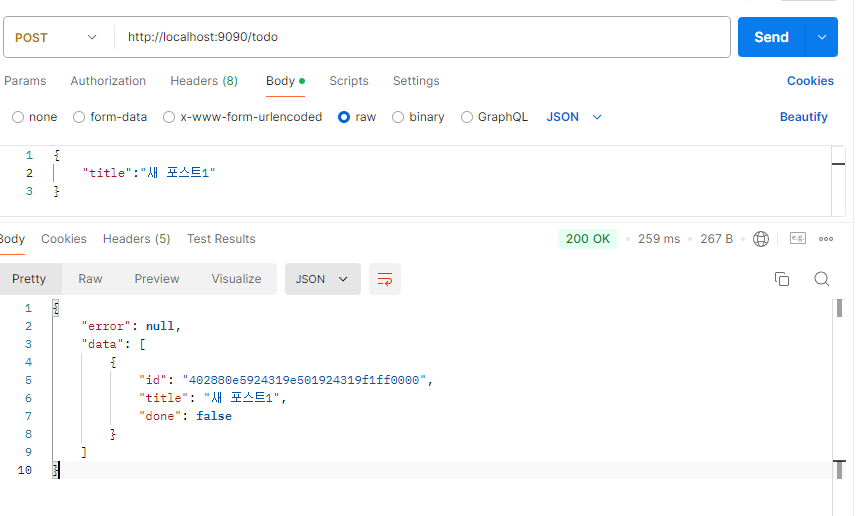 POST http://localhost:9090/todo Send
Params Authorization Headers (8) Body Scripts Settings Cookies
none form-data x-www-form-urlencoded raw binary GraphQL JSON Beautify
1 {
2 "title":"새 포스트1"
3 }
Body Cookies Headers (5) Test Results 200 OK 259 ms 267 B e.g.
Pretty Raw Preview Visualize JSON
1 {
2 "error": null,
3 "data": [
4 {
5 "id": "402880e5924319e501924319f1ff0000",
6 "title": "새 포스트1",
7 "done": false
8 }
9 ]
10 }